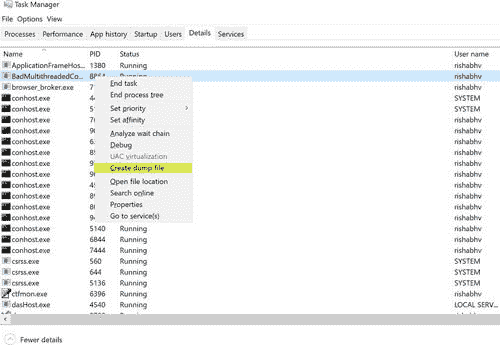 Task Manager
File Options View
Processes Performance App history Startup Users Details Services
Name PID Status User name
ApplicationFrameHos... 1380 Running rishabhv
BadMultithreadedCo... 8864 Running rishabhv
browser_broker.exe 7 rishabhv
conhost.exe 44 SYSTEM
conhost.exe 51 SYSTEM
conhost.exe 76 rishabhv
conhost.exe rishabhv
conhost.exe rishabhv
conhost.exe rishabhv
conhost.exe rishabhv
conhost.exe rishabhv
conhost.exe rishabhv
conhost.exe rishabhv
conhost.exe rishabhv
End task
End process tree
Set priority
Set affinity
Analyze wait chain
Debug
UAC virtualization
Create dump file
Open file location
Search online
Properties
Go to service(s)
conhost.exe 5140 Running rishabhv
conhost.exe 6844 Running rishabhv
conhost.exe 7444 Running rishabhv
csrss.exe 560 Running SYSTEM
csrss.exe 644 Running SYSTEM
csrss.exe 5136 Running SYSTEM
ctfmon.exe 6396 Running rishabhv
dasHost.exe 4540 Running LOCAL SERV...
Fewer details